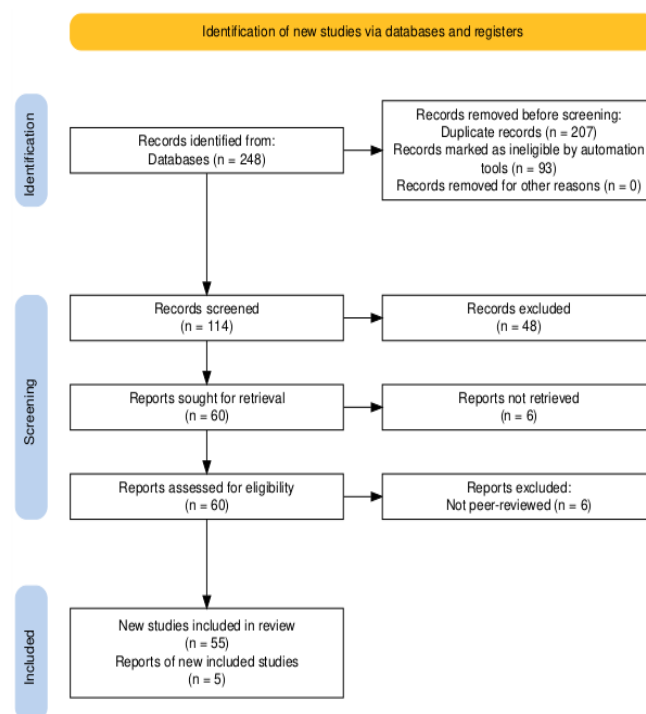 Identification of new studies via databases and registers
Identification
Records identified from:
Databases (n = 248)
Records removed before screening:
Duplicate records (n = 207)
Records marked as ineligible by automation
tools (n = 93)
Records removed for other reasons (n = 0)
Screening
Records screened
(n = 114)
Records excluded
(n = 48)
Reports sought for retrieval
(n = 60)
Reports not retrieved
(n = 6)
Reports assessed for eligibility
(n = 60)
Reports excluded:
Not peer-reviewed (n = 6)
Included
New studies included in review
(n = 55)
Reports of new included studies
(n = 5)